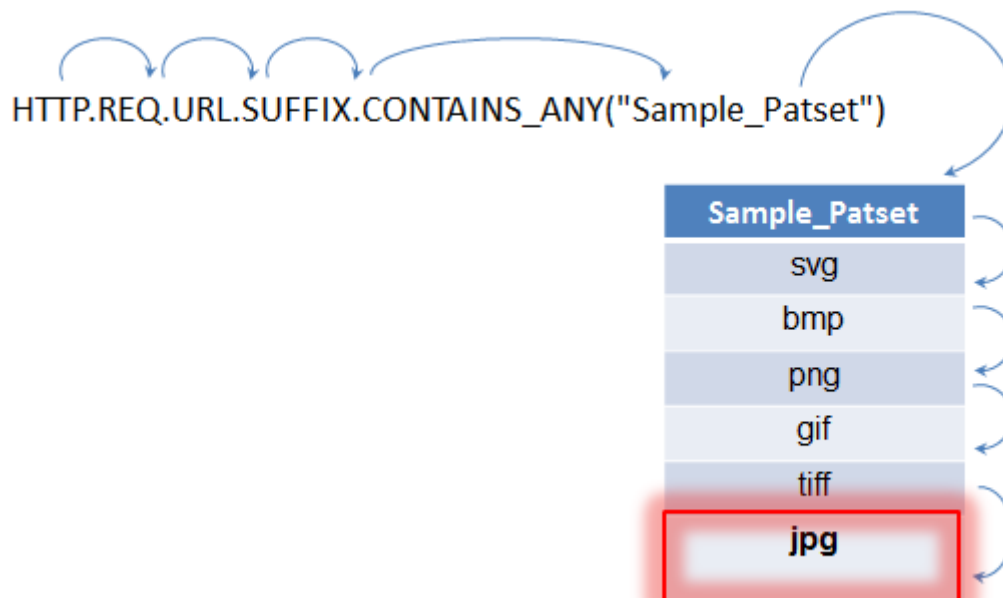 HTTP.REQ.URL.SUFFIX.CONTAINS_ANY("Sample_Patset")
Sample_Patset
svg
bmp
png
gif
tiff
jpg